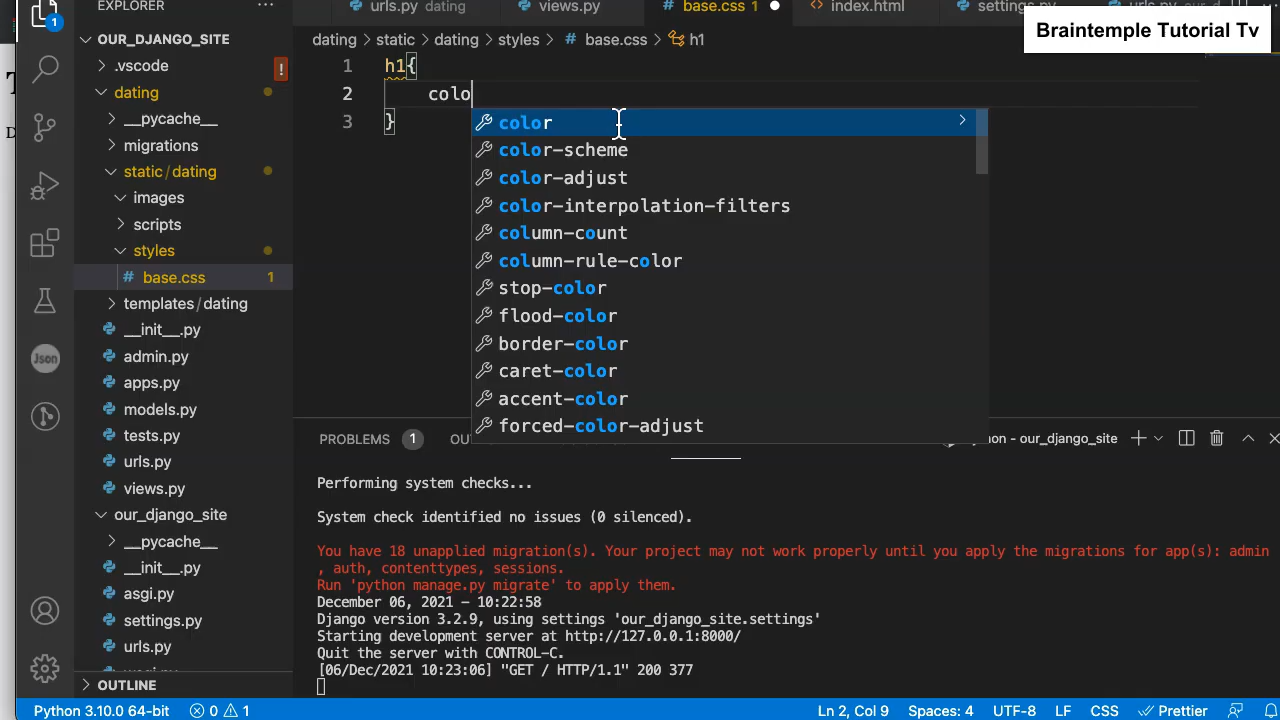 EXPLORER ...
urls.py dating
views.py
base.css 1
index.html
settings.py
Braintemple Tutorial Tv
1
OUR_DJANGO_SITE
.vscode
dating
__pycache__
migrations
static/dating
images
scripts
styles
# base.css 1
templates/dating
__init__.py
admin.py
apps.py
models.py
tests.py
urls.py
views.py
our_django_site
__pycache__
__init__.py
asgi.py
settings.py
urls.py
OUTLINE
Json
dating > static > dating > styles > # base.css > h1
1 h1{
2 colo
3 }
color
color-scheme
color-adjust
color-interpolation-filters
column-count
column-rule-color
stop-color
flood-color
border-color
caret-color
accent-color
forced-color-adjust
PROBLEMS 1
- our_django_site
Performing system checks...
System check identified no issues (0 silenced).
You have 18 unapplied migration(s). Your project may not work properly until you apply the migrations for app(s): admin
, auth, contenttypes, sessions.
Run 'python manage.py migrate' to apply them.
December 06, 2021 - 10:22:58
Django version 3.2.9, using settings 'our_django_site.settings'
Starting development server at http://127.0.0.1:8000/
Quit the server with CONTROL-C.
[06/Dec/2021 10:23:06] "GET / HTTP/1.1" 200 377
Python 3.10.0 64-bit 0 1 Ln 2, Col 9 Spaces: 4 UTF-8 LF CSS Prettier